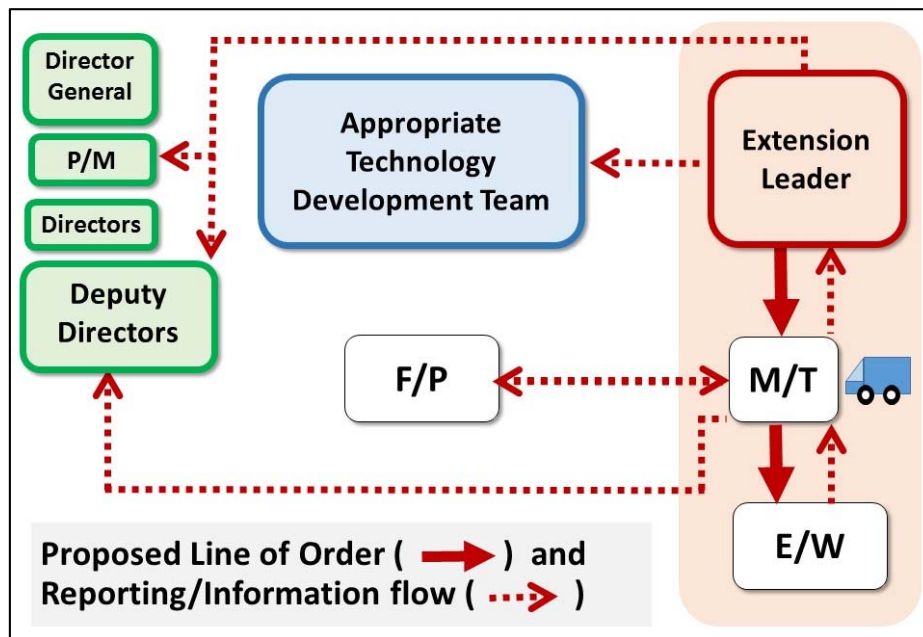 Director
General
P/M
Directors
Deputy
Directors
Appropriate
Technology
Development Team
Extension
Leader
F/P
M/T
E/W
Proposed Line of Order ( ) and
Reporting/Information flow ( )